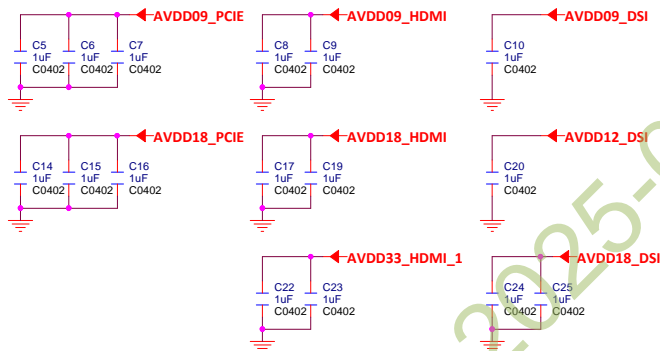 AVDD09_PCIE
C5 C6 C7
1uF 1uF 1uF
C0402 C0402 C0402
AVDD09_HDMI
C8 C9
1uF 1uF
C0402 C0402
AVDD09_DSI
C10
1uF
C0402
AVDD18_PCIE
C14 C15 C16
1uF 1uF 1uF
C0402 C0402 C0402
AVDD18_HDMI
C17 C19
1uF 1uF
C0402 C0402
AVDD12_DSI
C20
1uF
C0402
AVDD33_HDMI_1
C22 C23
1uF 1uF
C0402 C0402
AVDD18_DSI
C24 C25
1uF 1uF
C0402 C0402
2025-0